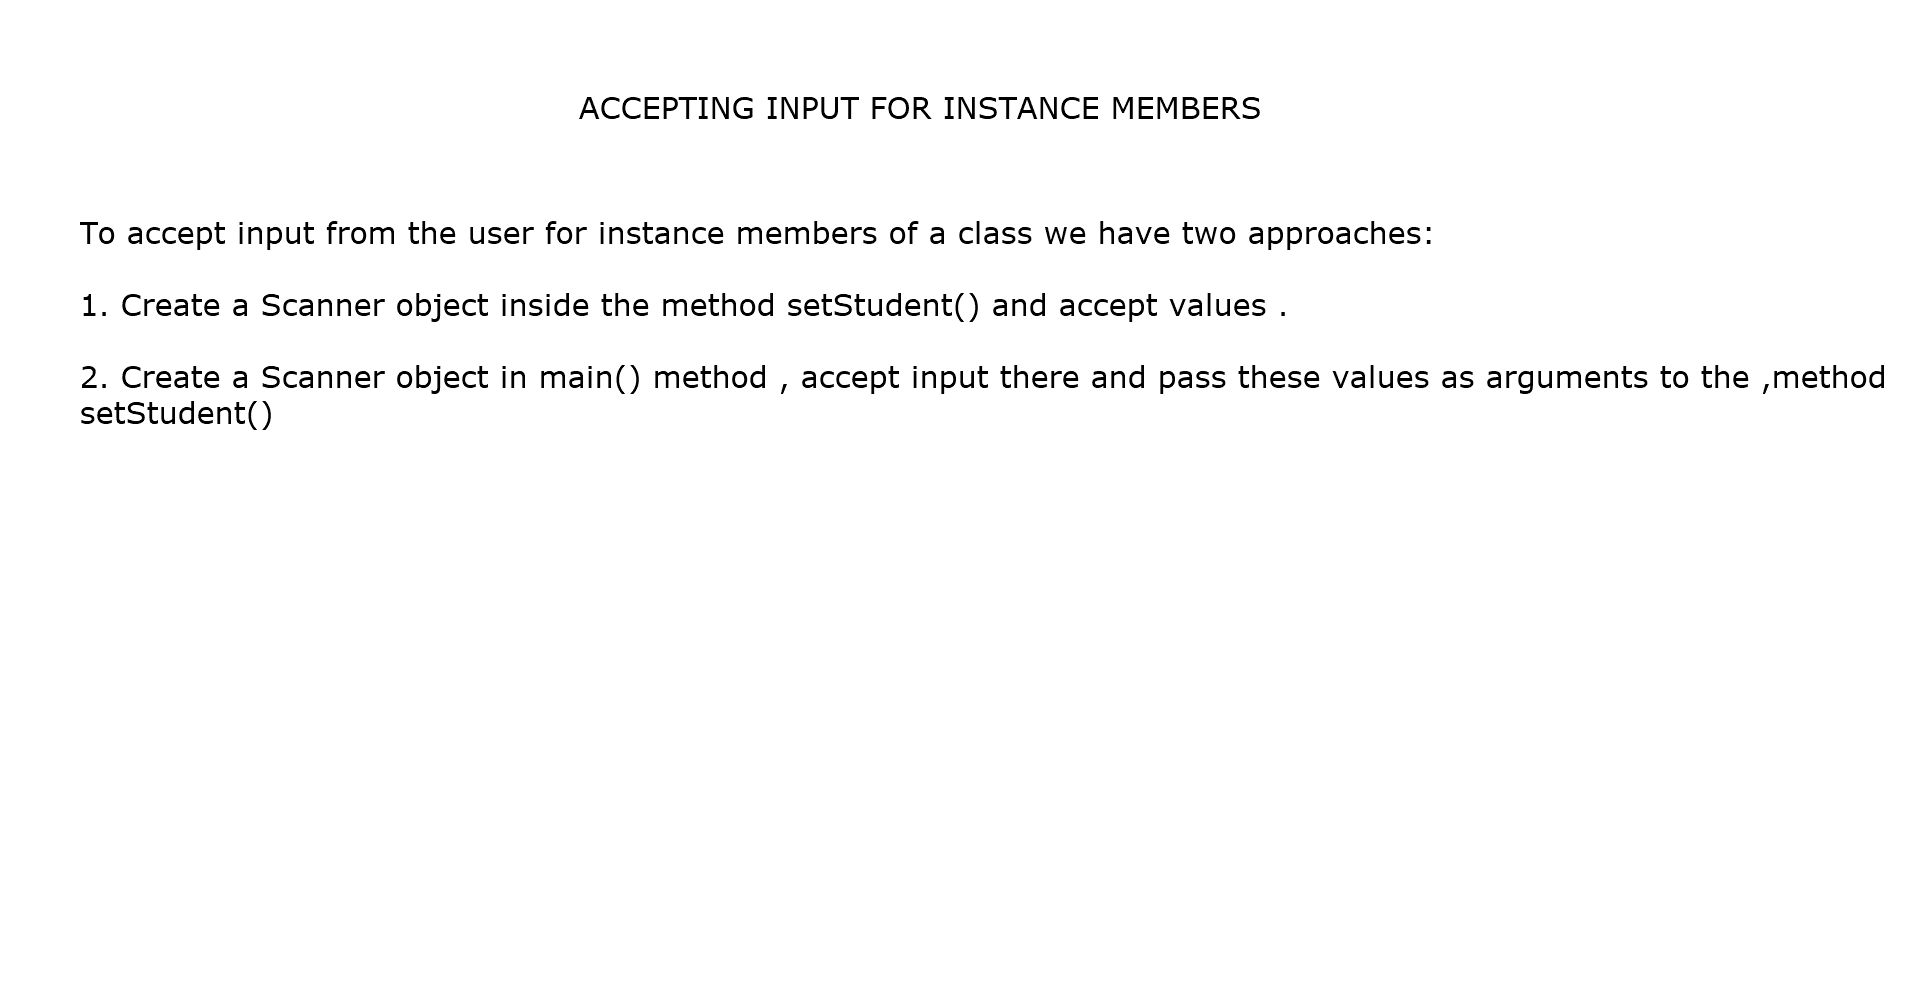 ACCEPTING INPUT FOR INSTANCE MEMBERS
To accept input from the user for instance members of a class we have two approaches:
1. Create a Scanner object inside the method setStudent() and accept values .
2. Create a Scanner object in main() method , accept input there and pass these values as arguments to the ,method
setStudent()